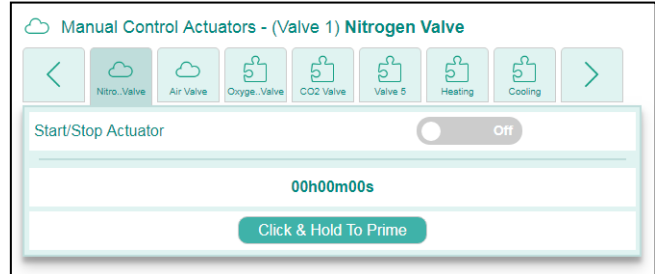 Manual Control Actuators - (Valve 1) Nitrogen Valve
Nitro..Valve Air Valve Oxyge..Valve CO2 Valve Valve 5 Heating Cooling
Start/Stop Actuator Off
00h00m00s
Click & Hold To Prime